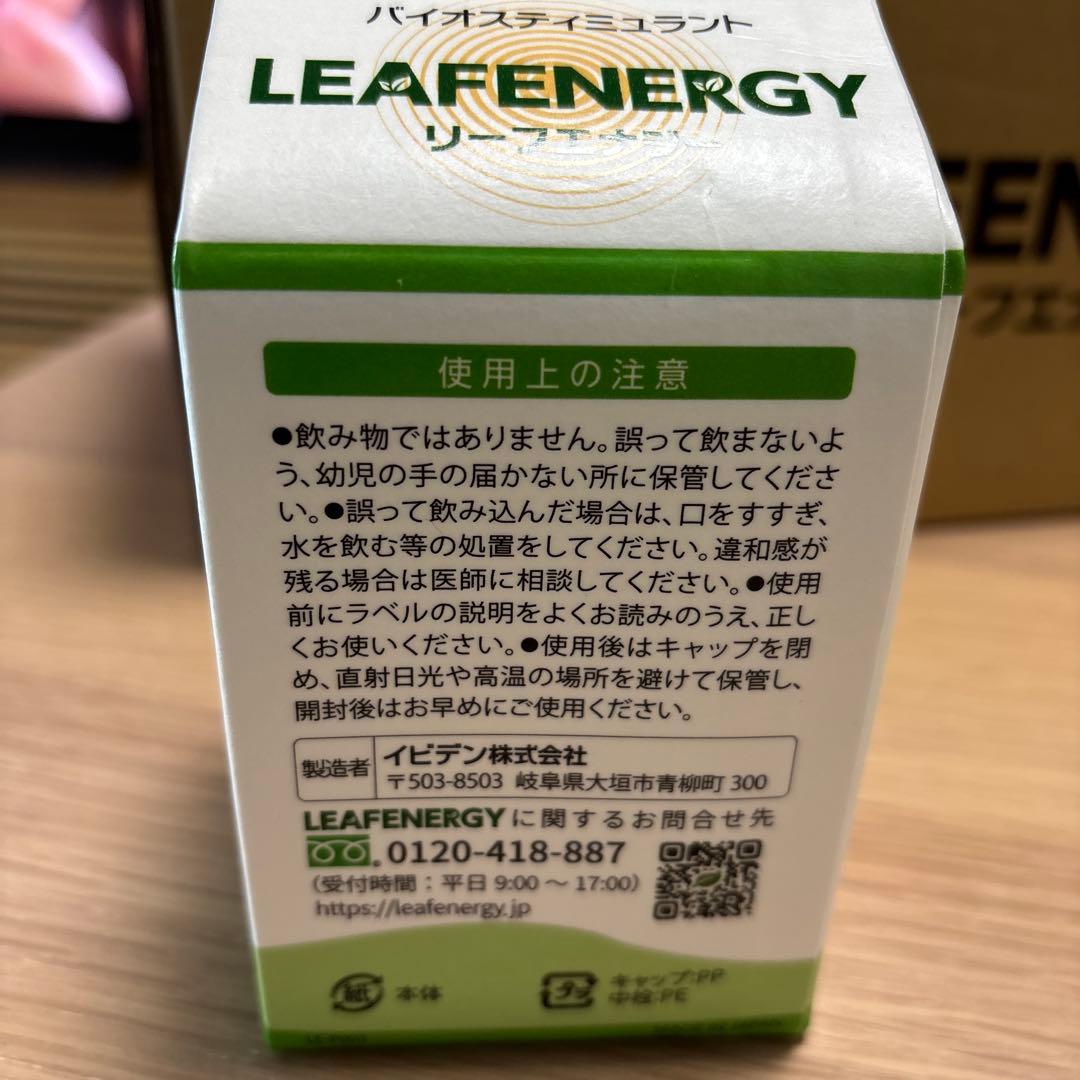 バイオスティミュラント
LEAFENERGY
リーフエナジー
使用上の注意
●飲み物ではありません。誤って飲まないよ
う、幼児の手の届かない所に保管してくださ
い。●誤って飲み込んだ場合は、口をすすぎ、
水を飲む等の処置をしてください。違和感が
残る場合は医師に相談してください。●使用
前にラベルの説明をよくお読みのうえ、正し
くお使いください。●使用後はキャップを閉
め、直射日光や高温の場所を避けて保管し、
開封後はお早めにご使用ください。
製造者
イビデン株式会社
〒503-8503 岐阜県大垣市青柳町 300
LEAFENERGYに関するお問合せ先
0120-418-887
（受付時間：平日 9:00 ～ 17:00）
https://leafenergy.jp
紙 本体
プラ
キャップ:PP
中栓:PE